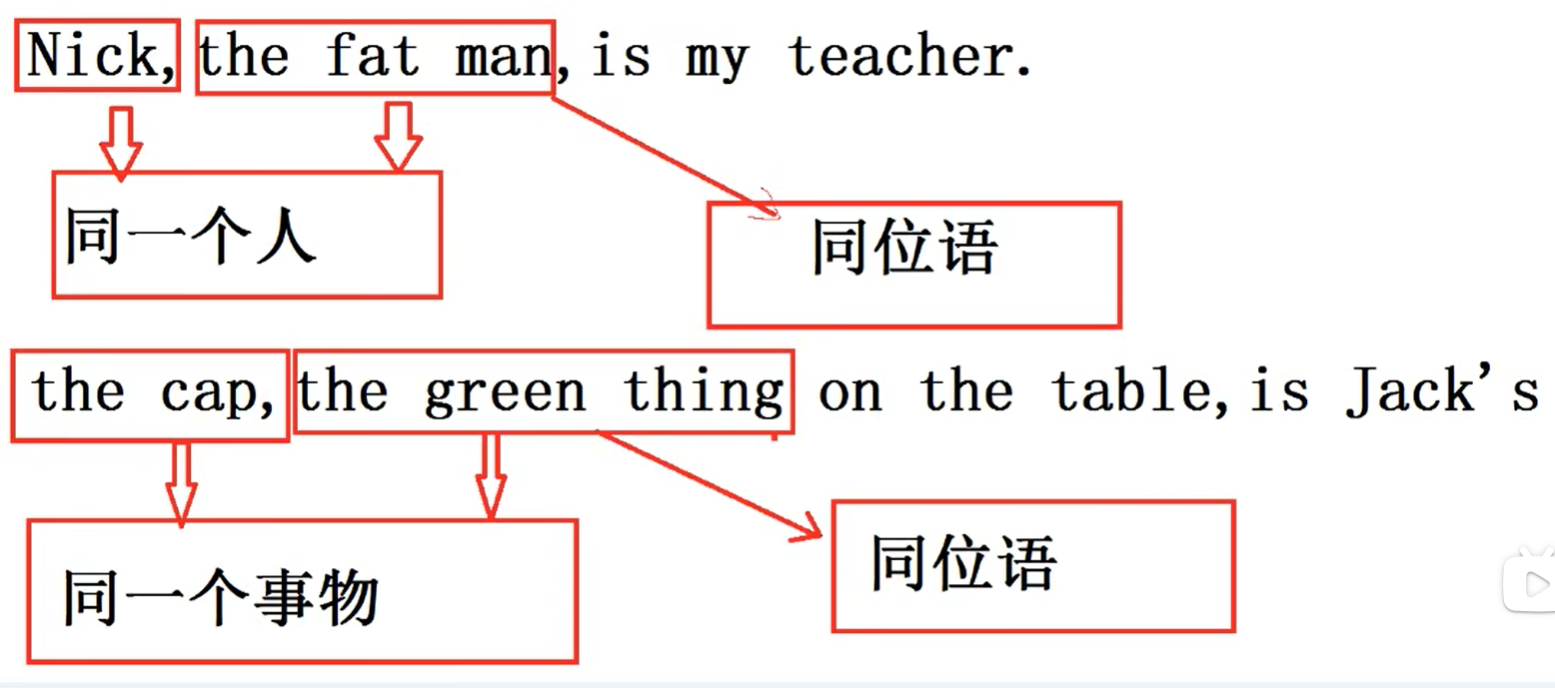 Nick, the fat man, is my teacher.
同一个人
同位语
the cap, the green thing on the table, is Jack's
同位语
同一个事物